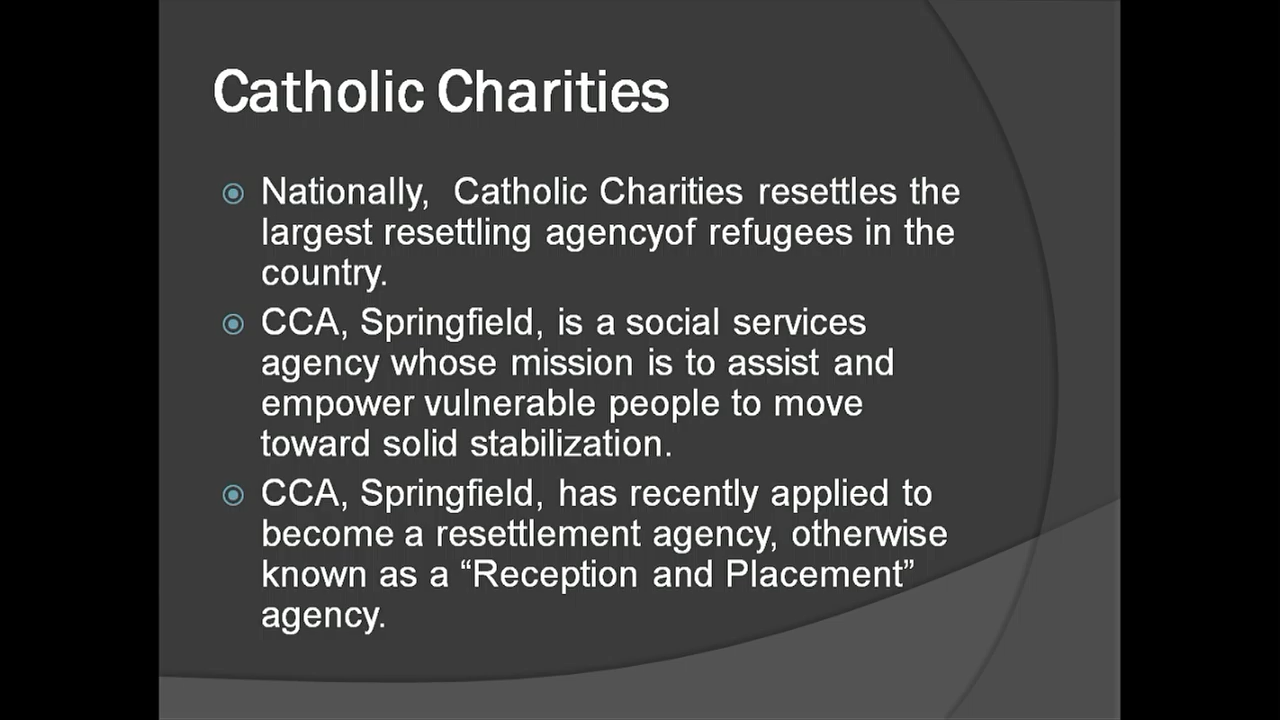 Catholic Charities
Nationally,  Catholic Charities resettles the
largest resettling agencyof refugees in the
country.
CCA, Springfield, is a social services
agency whose mission is to assist and
empower vulnerable people to move
toward solid stabilization.
CCA, Springfield, has recently applied to
become a resettlement agency, otherwise
known as a “Reception and Placement”
agency.